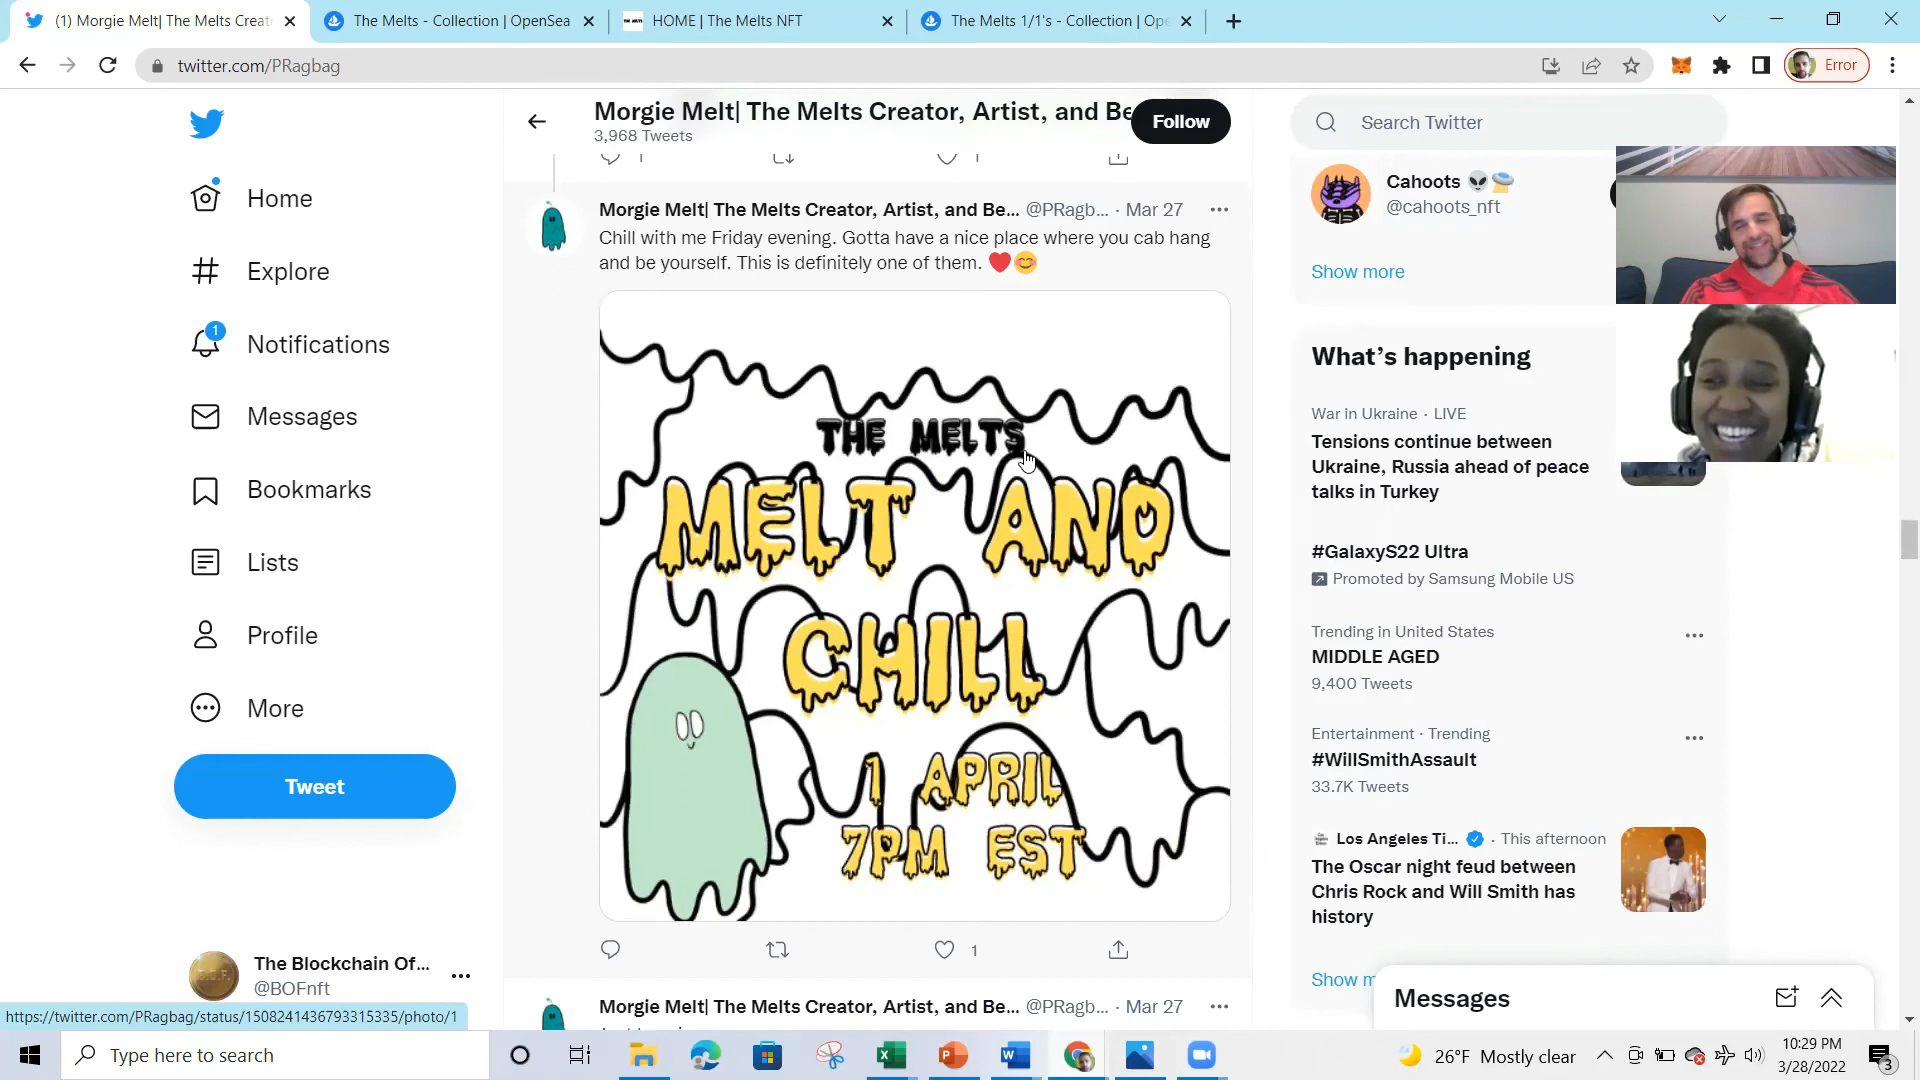 (1) Morgie Melt| The Melts Creat
The Melts - Collection | OpenSea
HOME | The Melts NFT
The Melts 1/1's - Collection | Ope
twitter.com/PRagbag
Error
Home
Explore
1
Notifications
Messages
Bookmarks
Lists
Profile
More
Tweet
The Blockchain Of...
@BOFnft
https://twitter.com/PRagbag/status/1508241436793315335/photo/1
Morgie Melt| The Melts Creator, Artist, and Be
3,968 Tweets
Follow
1
1
Morgie Melt| The Melts Creator, Artist, and Be... @PRagb... · Mar 27
Chill with me Friday evening. Gotta have a nice place where you cab hang
and be yourself. This is definitely one of them. ❤️😊
THE MELTS
MELT AND
CHILL
1 APRIL
7PM EST
1
Morgie Melt| The Melts Creator, Artist, and Be... @PRagb... · Mar 27
Search Twitter
Cahoots 👽🛸
@cahoots_nft
Show more
What's happening
War in Ukraine · LIVE
Tensions continue between
Ukraine, Russia ahead of peace
talks in Turkey
#GalaxyS22 Ultra
Promoted by Samsung Mobile US
Trending in United States
MIDDLE AGED
9,400 Tweets
Entertainment · Trending
#WillSmithAssault
33.7K Tweets
Los Angeles Ti... · This afternoon
The Oscar night feud between
Chris Rock and Will Smith has
history
Show m
Messages
Type here to search
26°F Mostly clear
10:29 PM
3/28/2022
3